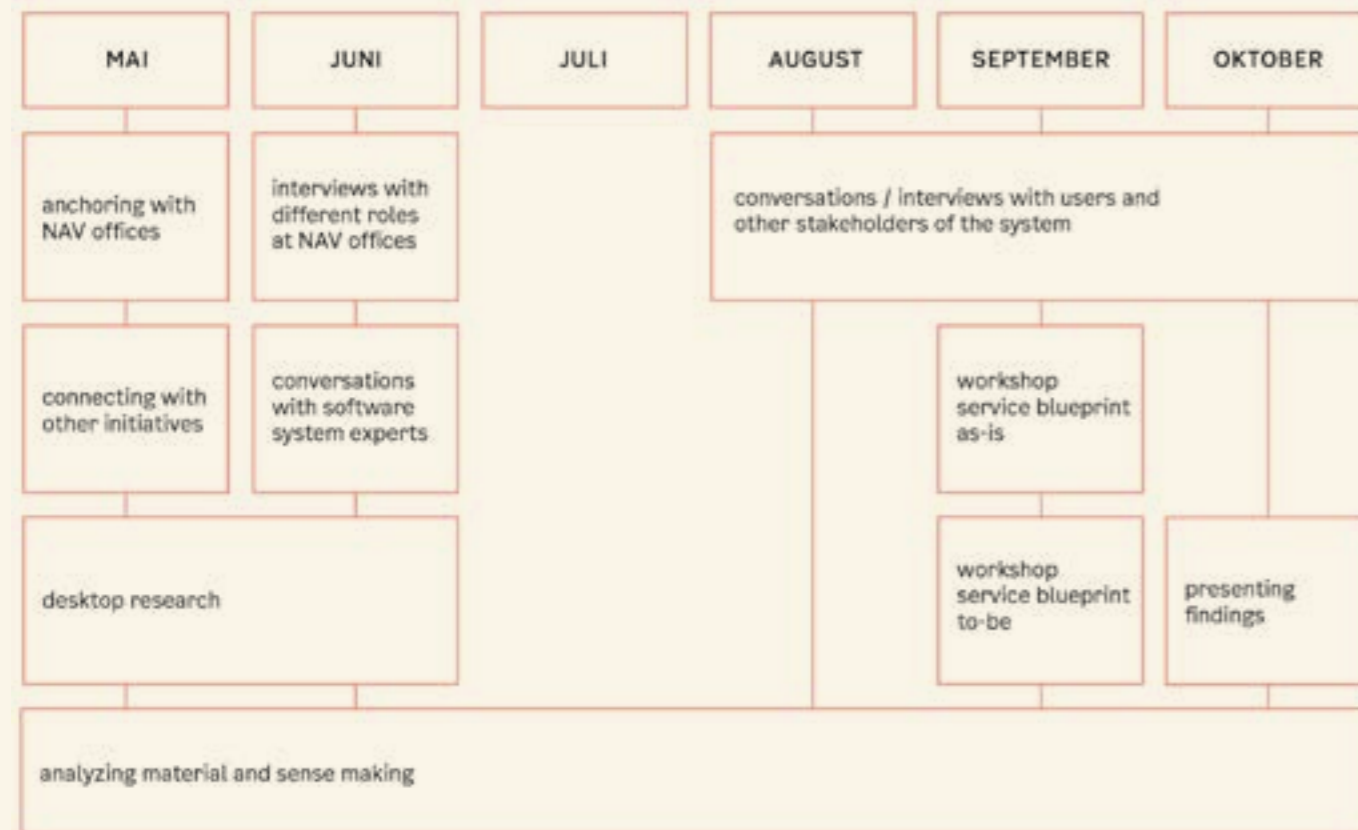 MAI
JUNI
JULI
AUGUST
SEPTEMBER
OKTOBER
anchoring with
NAV offices
interviews with
different roles
at NAV offices
conversations / interviews with users and
other stakeholders of the system
connecting with
other initiatives
conversations
with software
system experts
workshop
service blueprint
as-is
desktop research
workshop
service blueprint
to-be
presenting
findings
analyzing material and sense making